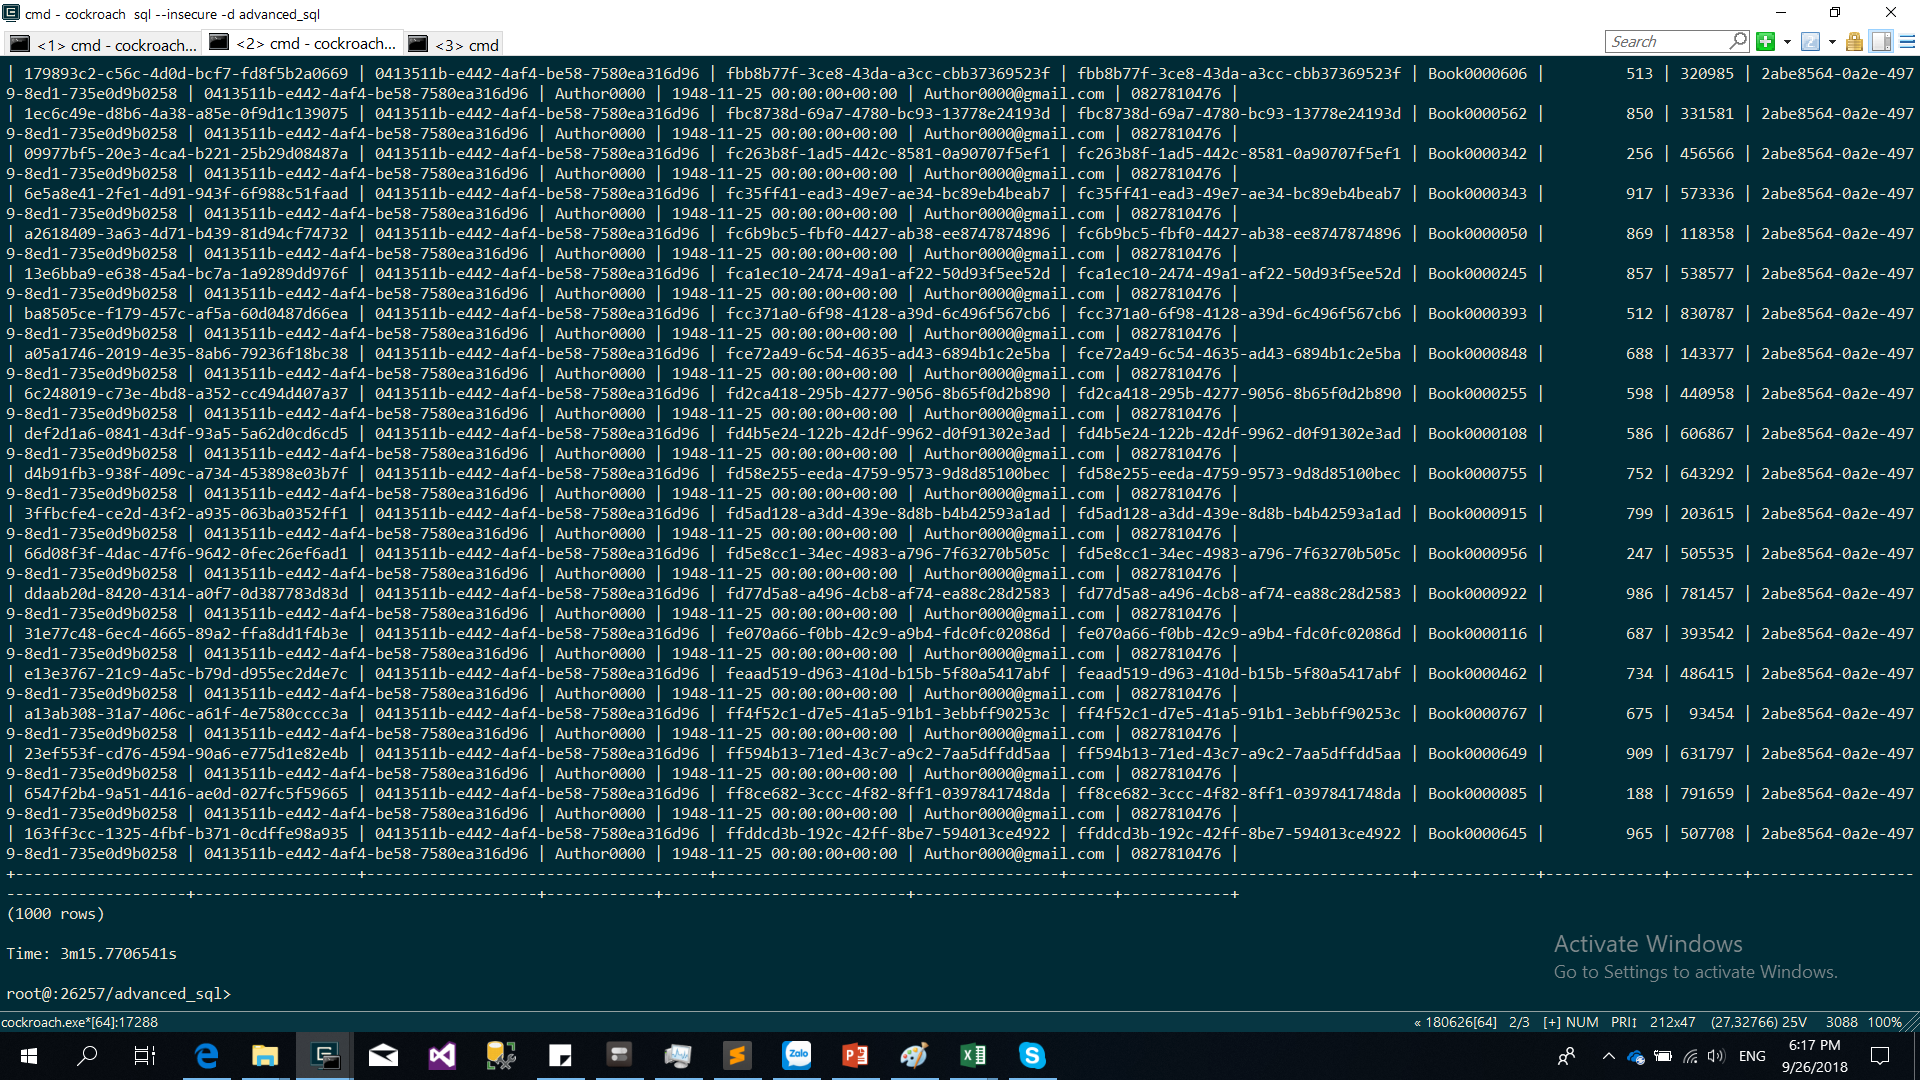 cmd - cockroach  sql --insecure -d advanced_sql
<1> cmd - cockroach... <2> cmd - cockroach... <3> cmd Search
| 179893c2-c56c-4d0d-bcf7-fd8f5b2a0669 | 0413511b-e442-4af4-be58-7580ea316d96 | fbb8b77f-3ce8-43da-a3cc-cbb37369523f | fbb8b77f-3ce8-43da-a3cc-cbb37369523f | Book0000606 | 513 | 320985 | 2abe8564-0a2e-497
9-8ed1-735e0d9b0258 | 0413511b-e442-4af4-be58-7580ea316d96 | Author0000 | 1948-11-25 00:00:00+00:00 | Author0000@gmail.com | 0827810476 |
| 1ec6c49e-d8b6-4a38-a85e-0f9d1c139075 | 0413511b-e442-4af4-be58-7580ea316d96 | fbc8738d-69a7-4780-bc93-13778e24193d | fbc8738d-69a7-4780-bc93-13778e24193d | Book0000562 | 850 | 331581 | 2abe8564-0a2e-497
9-8ed1-735e0d9b0258 | 0413511b-e442-4af4-be58-7580ea316d96 | Author0000 | 1948-11-25 00:00:00+00:00 | Author0000@gmail.com | 0827810476 |
| 09977bf5-20e3-4ca4-b221-25b29d08487a | 0413511b-e442-4af4-be58-7580ea316d96 | fc263b8f-1ad5-442c-8581-0a90707f5ef1 | fc263b8f-1ad5-442c-8581-0a90707f5ef1 | Book0000342 | 256 | 456566 | 2abe8564-0a2e-497
9-8ed1-735e0d9b0258 | 0413511b-e442-4af4-be58-7580ea316d96 | Author0000 | 1948-11-25 00:00:00+00:00 | Author0000@gmail.com | 0827810476 |
| 6e5a8e41-2fe1-4d91-943f-6f988c51faad | 0413511b-e442-4af4-be58-7580ea316d96 | fc35ff41-ead3-49e7-ae34-bc89eb4beab7 | fc35ff41-ead3-49e7-ae34-bc89eb4beab7 | Book0000343 | 917 | 573336 | 2abe8564-0a2e-497
9-8ed1-735e0d9b0258 | 0413511b-e442-4af4-be58-7580ea316d96 | Author0000 | 1948-11-25 00:00:00+00:00 | Author0000@gmail.com | 0827810476 |
| a2618409-3a63-4d71-b439-81d94cf74732 | 0413511b-e442-4af4-be58-7580ea316d96 | fc6b9bc5-fbf0-4427-ab38-ee8747874896 | fc6b9bc5-fbf0-4427-ab38-ee8747874896 | Book0000050 | 869 | 118358 | 2abe8564-0a2e-497
9-8ed1-735e0d9b0258 | 0413511b-e442-4af4-be58-7580ea316d96 | Author0000 | 1948-11-25 00:00:00+00:00 | Author0000@gmail.com | 0827810476 |
| 13e6bba9-e638-45a4-bc7a-1a9289dd976f | 0413511b-e442-4af4-be58-7580ea316d96 | fca1ec10-2474-49a1-af22-50d93f5ee52d | fca1ec10-2474-49a1-af22-50d93f5ee52d | Book0000245 | 857 | 538577 | 2abe8564-0a2e-497
9-8ed1-735e0d9b0258 | 0413511b-e442-4af4-be58-7580ea316d96 | Author0000 | 1948-11-25 00:00:00+00:00 | Author0000@gmail.com | 0827810476 |
| ba8505ce-f179-457c-af5a-60d0487d66ea | 0413511b-e442-4af4-be58-7580ea316d96 | fcc371a0-6f98-4128-a39d-6c496f567cb6 | fcc371a0-6f98-4128-a39d-6c496f567cb6 | Book0000393 | 512 | 830787 | 2abe8564-0a2e-497
9-8ed1-735e0d9b0258 | 0413511b-e442-4af4-be58-7580ea316d96 | Author0000 | 1948-11-25 00:00:00+00:00 | Author0000@gmail.com | 0827810476 |
| a05a1746-2019-4e35-8ab6-79236f18bc38 | 0413511b-e442-4af4-be58-7580ea316d96 | fce72a49-6c54-4635-ad43-6894b1c2e5ba | fce72a49-6c54-4635-ad43-6894b1c2e5ba | Book0000848 | 688 | 143377 | 2abe8564-0a2e-497
9-8ed1-735e0d9b0258 | 0413511b-e442-4af4-be58-7580ea316d96 | Author0000 | 1948-11-25 00:00:00+00:00 | Author0000@gmail.com | 0827810476 |
| 6c248019-c73e-4bd8-a352-cc494d407a37 | 0413511b-e442-4af4-be58-7580ea316d96 | fd2ca418-295b-4277-9056-8b65f0d2b890 | fd2ca418-295b-4277-9056-8b65f0d2b890 | Book0000255 | 598 | 440958 | 2abe8564-0a2e-497
9-8ed1-735e0d9b0258 | 0413511b-e442-4af4-be58-7580ea316d96 | Author0000 | 1948-11-25 00:00:00+00:00 | Author0000@gmail.com | 0827810476 |
| def2d1a6-0841-43df-93a5-5a62d0cd6cd5 | 0413511b-e442-4af4-be58-7580ea316d96 | fd4b5e24-122b-42df-9962-d0f91302e3ad | fd4b5e24-122b-42df-9962-d0f91302e3ad | Book0000108 | 586 | 606867 | 2abe8564-0a2e-497
9-8ed1-735e0d9b0258 | 0413511b-e442-4af4-be58-7580ea316d96 | Author0000 | 1948-11-25 00:00:00+00:00 | Author0000@gmail.com | 0827810476 |
| d4b91fb3-938f-409c-a734-453898e03b7f | 0413511b-e442-4af4-be58-7580ea316d96 | fd58e255-eeda-4759-9573-9d8d85100bec | fd58e255-eeda-4759-9573-9d8d85100bec | Book0000755 | 752 | 643292 | 2abe8564-0a2e-497
9-8ed1-735e0d9b0258 | 0413511b-e442-4af4-be58-7580ea316d96 | Author0000 | 1948-11-25 00:00:00+00:00 | Author0000@gmail.com | 0827810476 |
| 3ffbcfe4-ce2d-43f2-a935-063ba0352ff1 | 0413511b-e442-4af4-be58-7580ea316d96 | fd5ad128-a3dd-439e-8d8b-b4b42593a1ad | fd5ad128-a3dd-439e-8d8b-b4b42593a1ad | Book0000915 | 799 | 203615 | 2abe8564-0a2e-497
9-8ed1-735e0d9b0258 | 0413511b-e442-4af4-be58-7580ea316d96 | Author0000 | 1948-11-25 00:00:00+00:00 | Author0000@gmail.com | 0827810476 |
| 66d08f3f-4dac-47f6-9642-0fec26ef6ad1 | 0413511b-e442-4af4-be58-7580ea316d96 | fd5e8cc1-34ec-4983-a796-7f63270b505c | fd5e8cc1-34ec-4983-a796-7f63270b505c | Book0000956 | 247 | 505535 | 2abe8564-0a2e-497
9-8ed1-735e0d9b0258 | 0413511b-e442-4af4-be58-7580ea316d96 | Author0000 | 1948-11-25 00:00:00+00:00 | Author0000@gmail.com | 0827810476 |
| ddaab20d-8420-4314-a0f7-0d387783d83d | 0413511b-e442-4af4-be58-7580ea316d96 | fd77d5a8-a496-4cb8-af74-ea88c28d2583 | fd77d5a8-a496-4cb8-af74-ea88c28d2583 | Book0000922 | 986 | 781457 | 2abe8564-0a2e-497
9-8ed1-735e0d9b0258 | 0413511b-e442-4af4-be58-7580ea316d96 | Author0000 | 1948-11-25 00:00:00+00:00 | Author0000@gmail.com | 0827810476 |
| 31e77c48-6ec4-4665-89a2-ffa8dd1f4b3e | 0413511b-e442-4af4-be58-7580ea316d96 | fe070a66-f0bb-42c9-a9b4-fdc0fc02086d | fe070a66-f0bb-42c9-a9b4-fdc0fc02086d | Book0000116 | 687 | 393542 | 2abe8564-0a2e-497
9-8ed1-735e0d9b0258 | 0413511b-e442-4af4-be58-7580ea316d96 | Author0000 | 1948-11-25 00:00:00+00:00 | Author0000@gmail.com | 0827810476 |
| e13e3767-21c9-4a5c-b79d-d955ec2d4e7c | 0413511b-e442-4af4-be58-7580ea316d96 | feaad519-d963-410d-b15b-5f80a5417abf | feaad519-d963-410d-b15b-5f80a5417abf | Book0000462 | 734 | 486415 | 2abe8564-0a2e-497
9-8ed1-735e0d9b0258 | 0413511b-e442-4af4-be58-7580ea316d96 | Author0000 | 1948-11-25 00:00:00+00:00 | Author0000@gmail.com | 0827810476 |
| a13ab308-31a7-406c-a61f-4e7580cccc3a | 0413511b-e442-4af4-be58-7580ea316d96 | ff4f52c1-d7e5-41a5-91b1-3ebbff90253c | ff4f52c1-d7e5-41a5-91b1-3ebbff90253c | Book0000767 | 675 | 93454 | 2abe8564-0a2e-497
9-8ed1-735e0d9b0258 | 0413511b-e442-4af4-be58-7580ea316d96 | Author0000 | 1948-11-25 00:00:00+00:00 | Author0000@gmail.com | 0827810476 |
| 23ef553f-cd76-4594-90a6-e775d1e82e4b | 0413511b-e442-4af4-be58-7580ea316d96 | ff594b13-71ed-43c7-a9c2-7aa5dffdd5aa | ff594b13-71ed-43c7-a9c2-7aa5dffdd5aa | Book0000649 | 909 | 631797 | 2abe8564-0a2e-497
9-8ed1-735e0d9b0258 | 0413511b-e442-4af4-be58-7580ea316d96 | Author0000 | 1948-11-25 00:00:00+00:00 | Author0000@gmail.com | 0827810476 |
| 6547f2b4-9a51-4416-ae0d-027fc5f59665 | 0413511b-e442-4af4-be58-7580ea316d96 | ff8ce682-3ccc-4f82-8ff1-0397841748da | ff8ce682-3ccc-4f82-8ff1-0397841748da | Book0000085 | 188 | 791659 | 2abe8564-0a2e-497
9-8ed1-735e0d9b0258 | 0413511b-e442-4af4-be58-7580ea316d96 | Author0000 | 1948-11-25 00:00:00+00:00 | Author0000@gmail.com | 0827810476 |
| 163ff3cc-1325-4fbf-b371-0cdffe98a935 | 0413511b-e442-4af4-be58-7580ea316d96 | ffddcd3b-192c-42ff-8be7-594013ce4922 | ffddcd3b-192c-42ff-8be7-594013ce4922 | Book0000645 | 965 | 507708 | 2abe8564-0a2e-497
9-8ed1-735e0d9b0258 | 0413511b-e442-4af4-be58-7580ea316d96 | Author0000 | 1948-11-25 00:00:00+00:00 | Author0000@gmail.com | 0827810476 |
+--------------------------------------+--------------------------------------+--------------------------------------+--------------------------------------+-------------+-------------+--------+------------------
--------------------+--------------------------------------+------------+---------------------------+----------------------+------------+
(1000 rows)
Time: 3m15.7706541s
Activate Windows
Go to Settings to activate Windows.
root@:26257/advanced_sql>
cockroach.exe*[64]:17288 « 180626[64] 2/3 [+] NUM PRI↕ 212x47 (27,32766) 25V 3088 100%
Zalo ENG 6:17 PM
9/26/2018